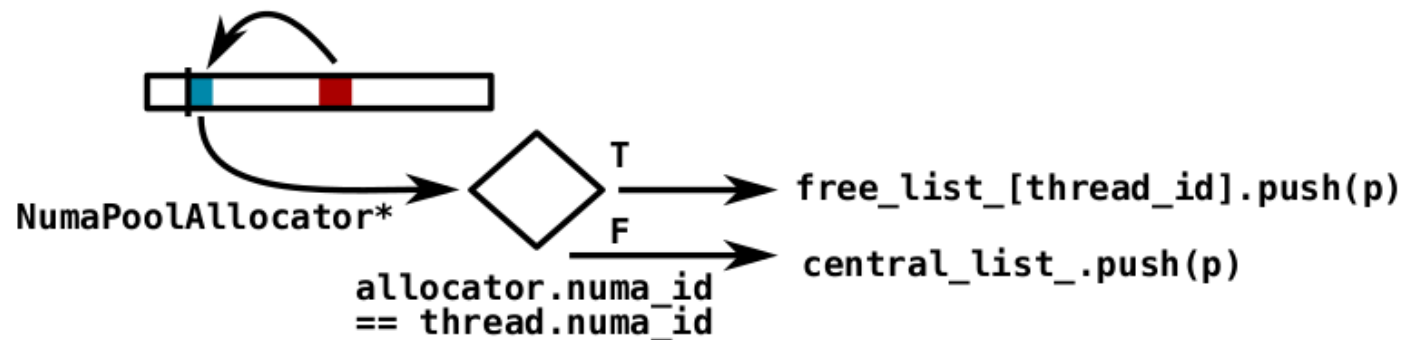 T
free_list_[thread_id].push(p)
NumaPoolAllocator*
F
central_list_.push(p)
allocator.numa_id
== thread.numa_id